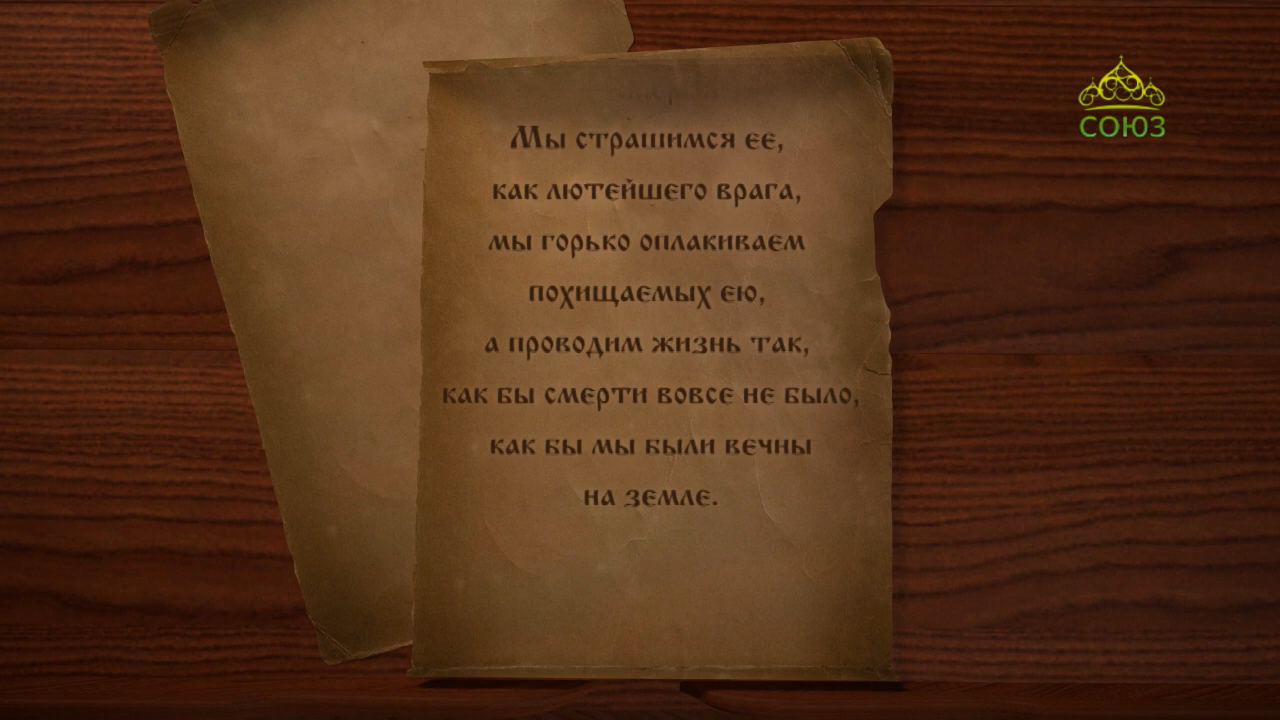 Мы страшимся ее,
как лютейшего врага,
мы горько оплакиваем
похищаемых ею,
а проводим жизнь так,
как бы смерти вовсе не было,
как бы мы были вечны
на земле.
СОЮЗ